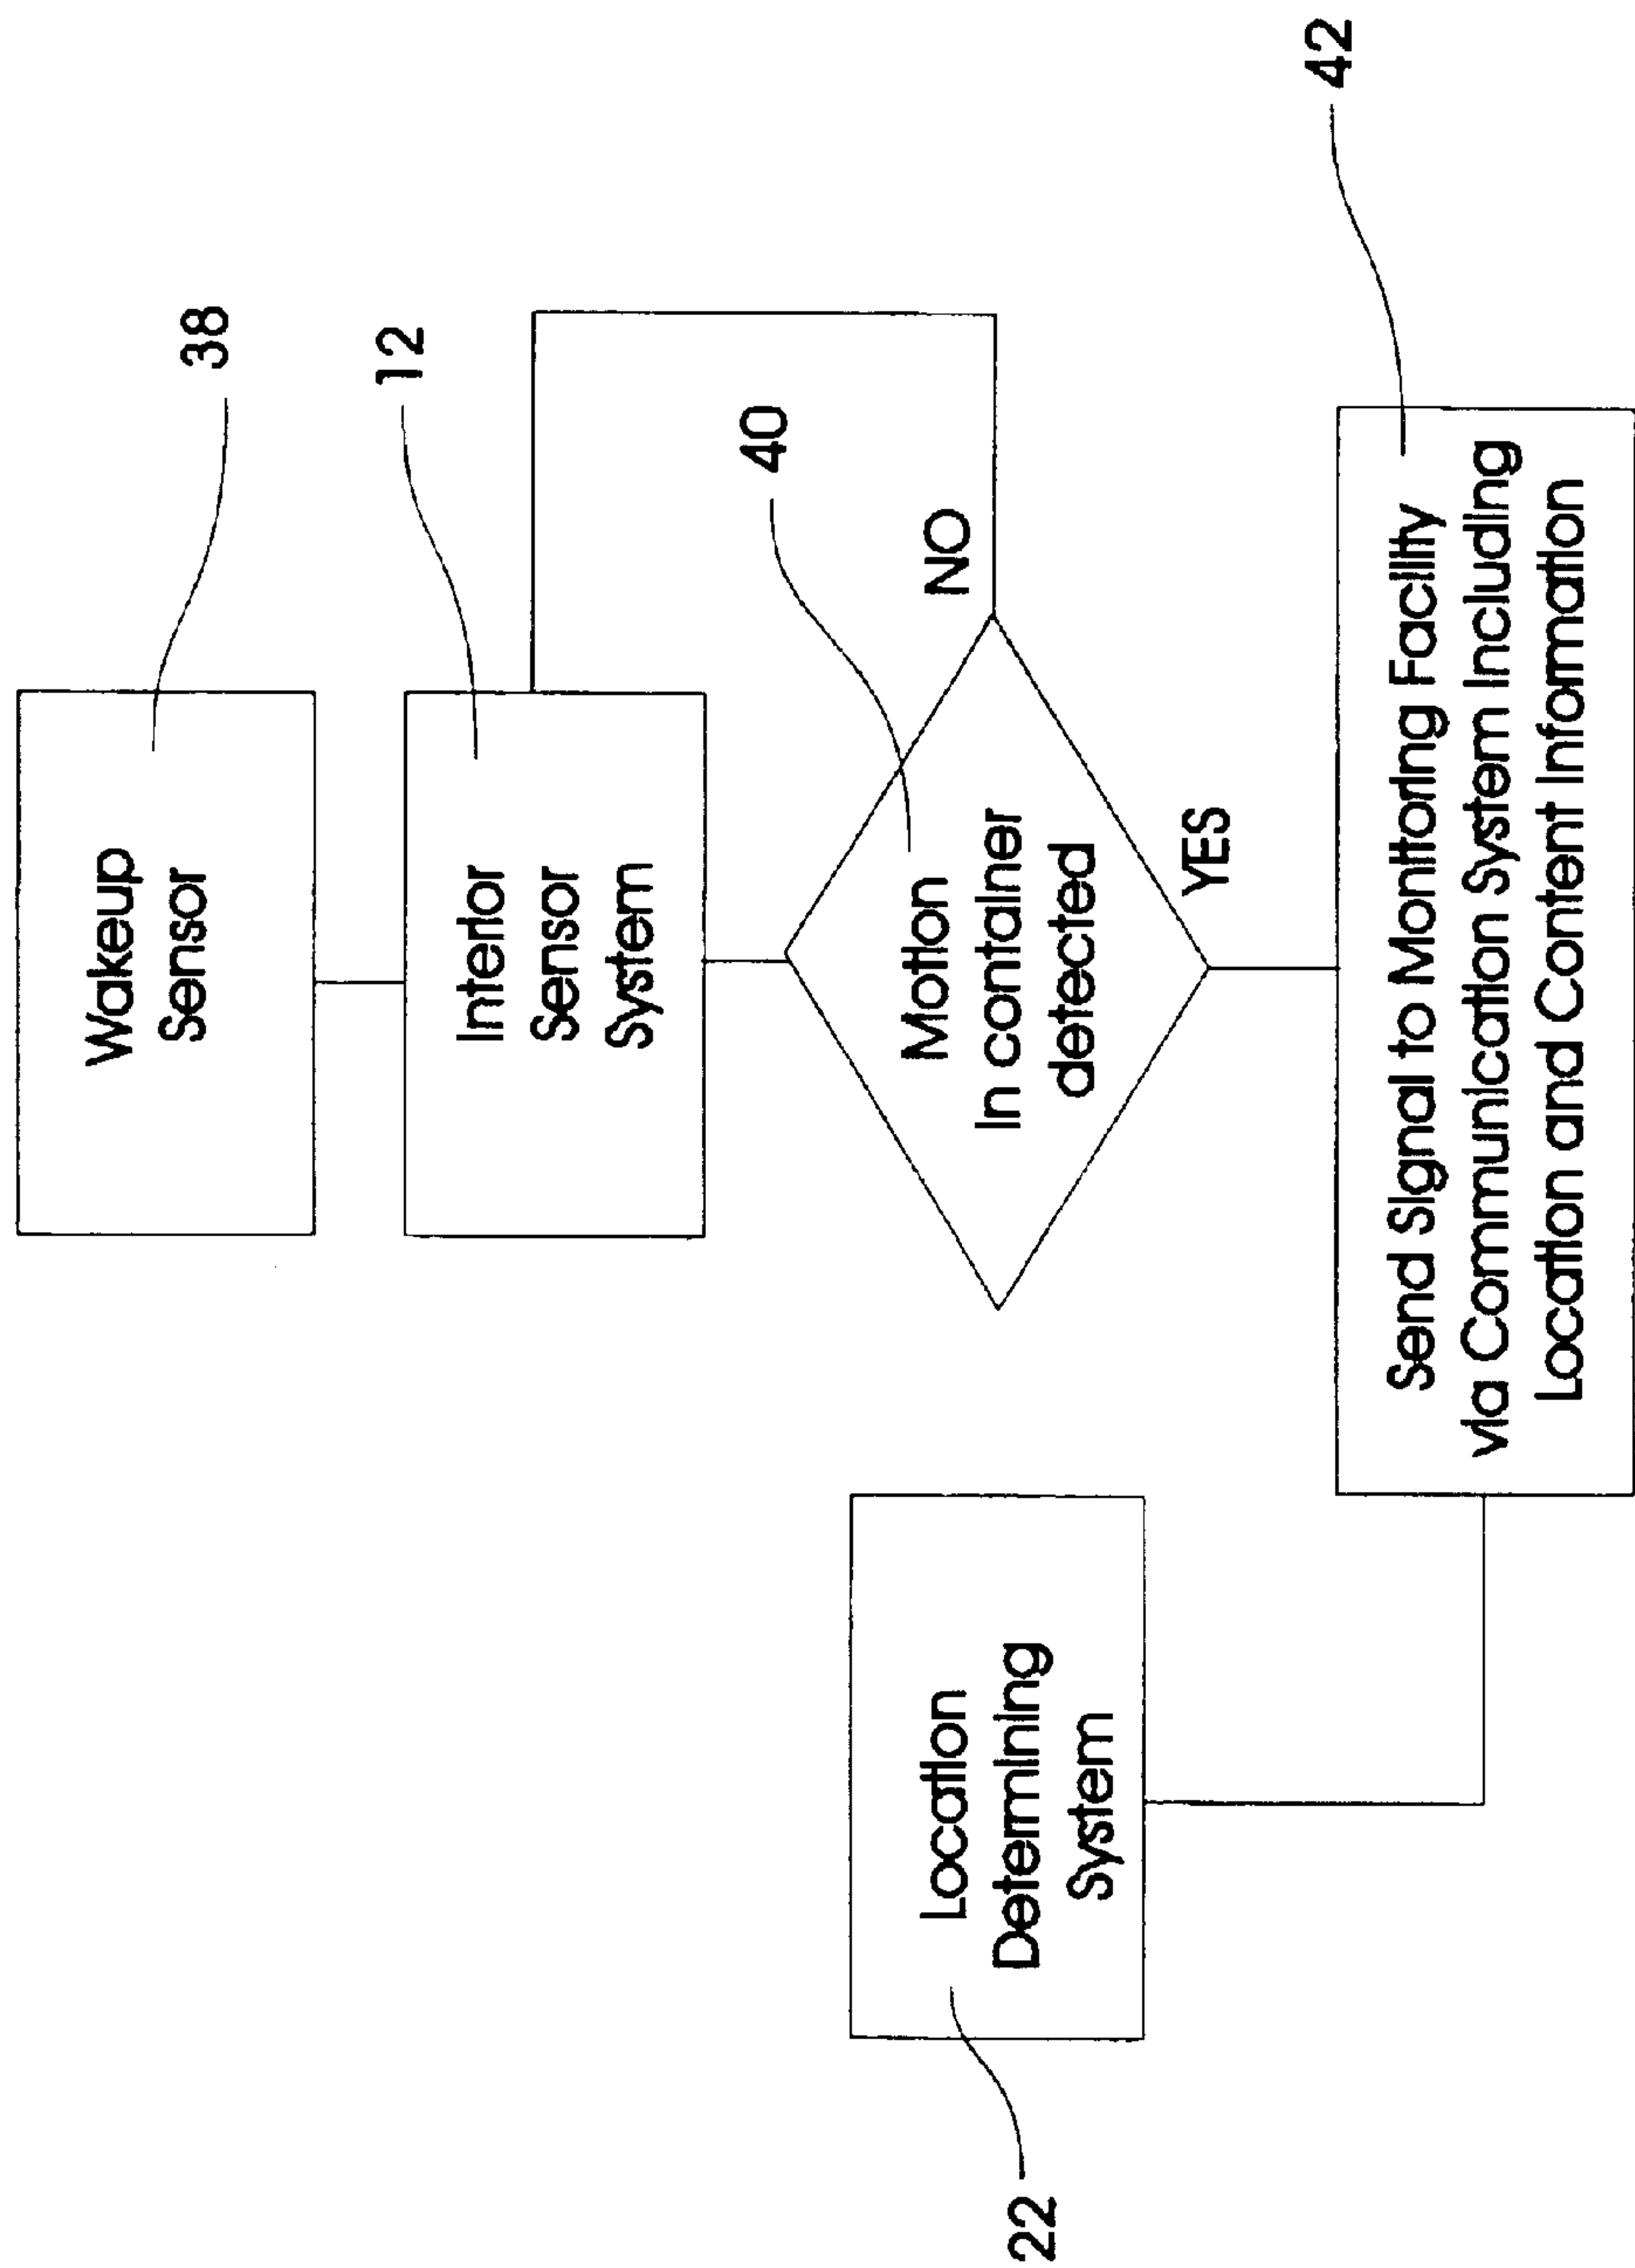 Wakeup
Sensor
38
Interior
Sensor
System
12
Motion
in container
detected
40
NO
YES
Location
Determining
System
22
Send Signal to Monitoring Facility
via Communication System Including
Location and Content Information
42